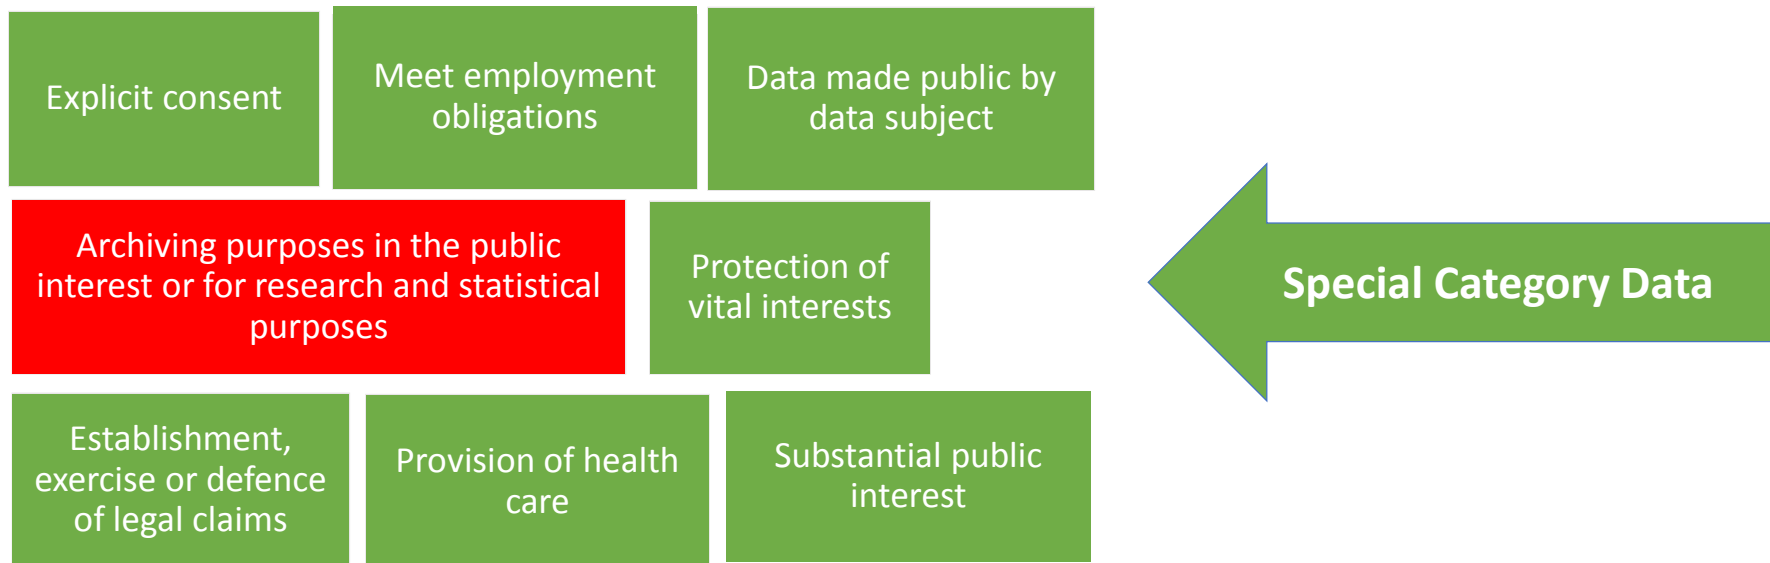 Explicit consent
Meet employment
obligations
Data made public by
data subject
Archiving purposes in the public
interest or for research and statistical
purposes
Protection of
vital interests
Special Category Data
Establishment,
exercise or defence
of legal claims
Provision of health
care
Substantial public
interest